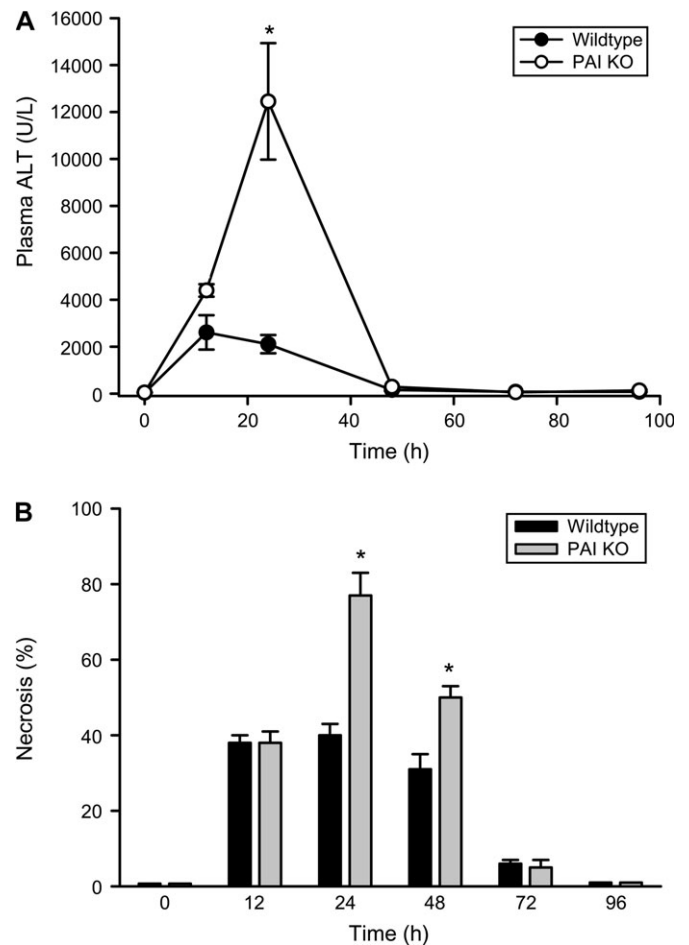 A
*
Wildtype
PAI KO
16000
14000
12000
10000
8000
6000
4000
2000
0
Plasma ALT (U/L)
0 20 40 60 80 100
Time (h)
B
Wildtype
PAI KO
*
*
100
80
60
40
20
0
Necrosis (%)
0 12 24 48 72 96
Time (h)